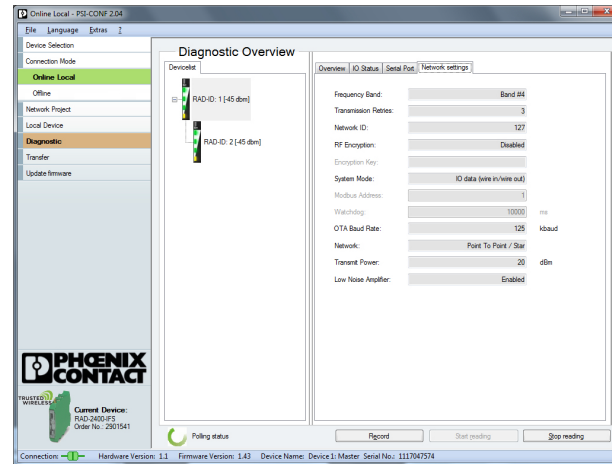 Online Local - PSI-CONF 2.04
File Language Extras ?
Device Selection
Connection Mode
Online Local
Offline
Network Project
Local Device
Diagnostic
Transfer
Update firmware
Diagnostic Overview
Devicelist
RAD-ID: 1 [-45 dbm]
RAD-ID: 2 [-45 dbm]
Overview IO Status Serial Port Network settings
Frequency Band: Band #4
Transmission Retries: 3
Network ID: 127
RF Encryption: Disabled
Encryption Key:
System Mode: IO data (wire in/wire out)
Modbus Address: 1
Watchdog: 10000 ms
OTA Baud Rate: 125 kbaud
Network: Point To Point / Star
Transmit Power: 20 dBm
Low Noise Amplifier: Enabled
PHŒNIX
CONTACT
TRUSTED
WIRELESS
Current Device:
RAD-2400-IFS
Order No.: 2901541
Polling status
Record Start reading Stop reading
Connection: Hardware Version: 1.1 Firmware Version: 1.43 Device Name: Device 1: Master Serial No.: 1117047574